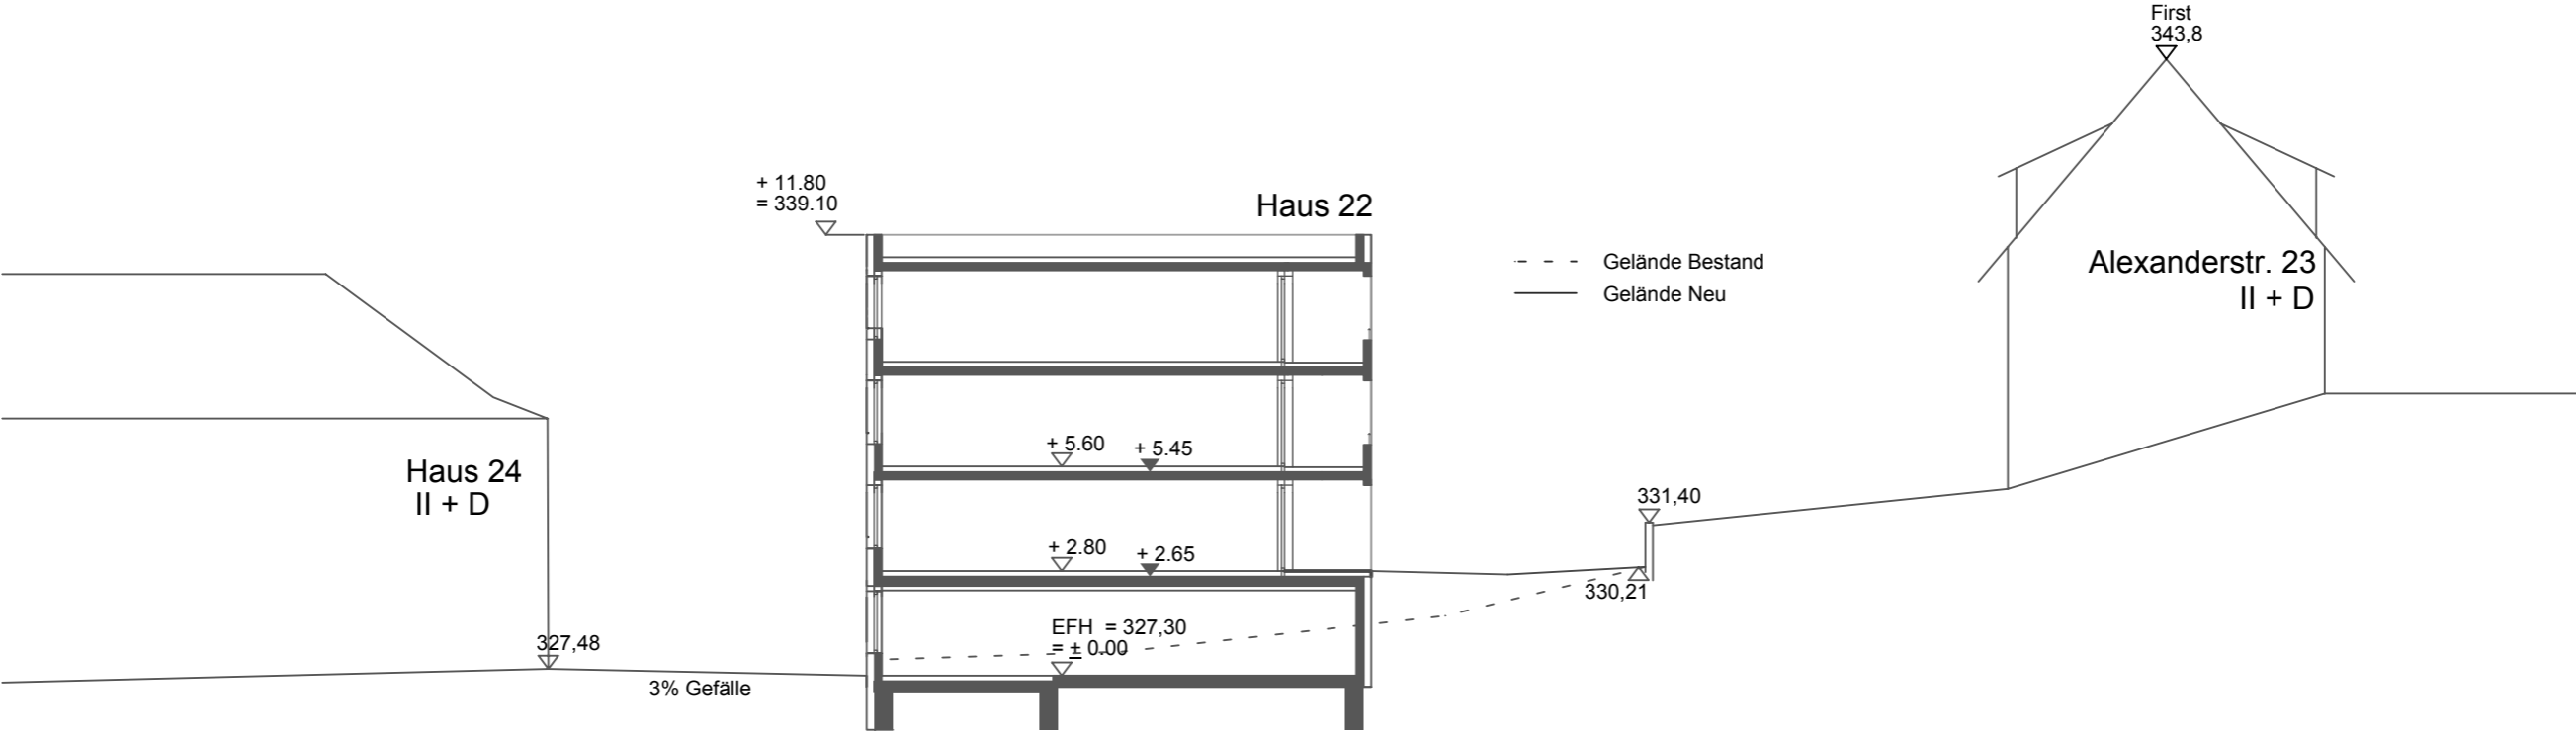 First
343,8
+ 11.80
= 339.10
Haus 22
Gelände Bestand
Gelände Neu
Alexanderstr. 23
II + D
+ 5.60
+ 5.45
Haus 24
II + D
331,40
+ 2.80
+ 2.65
330,21
EFH = 327,30
= ± 0.00
327,48
3% Gefälle